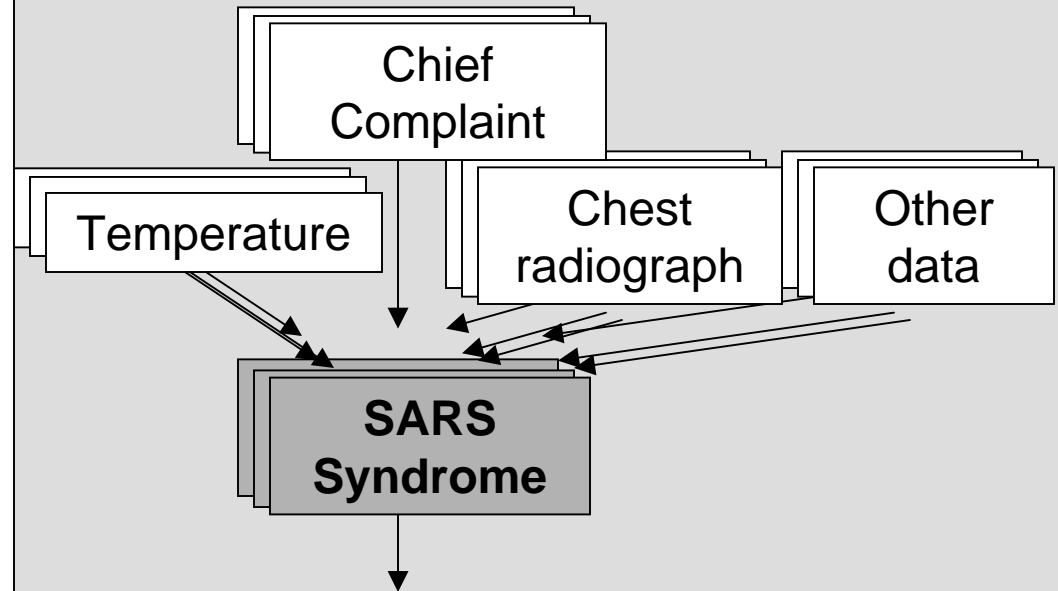 Chief
Complaint
Temperature
Chest
radiograph
Other
data
SARS
Syndrome